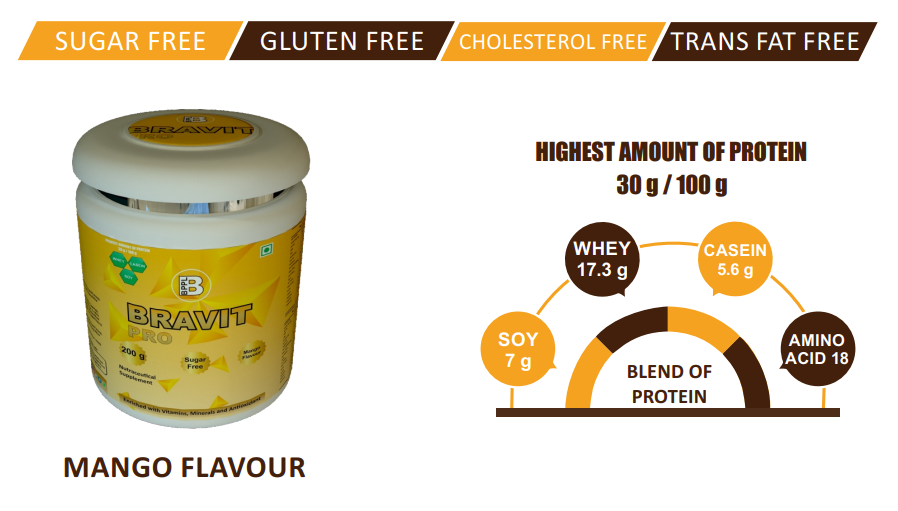 SUGAR FREE
GLUTEN FREE
CHOLESTEROL FREE
TRANS FAT FREE
BRAVIT
PRO
BPPL
B
BRAVIT
PRO
200 g
Sugar
Free
Mango
Flavour
Nutraceutical
Supplement
Enriched with Vitamins, Minerals and Antioxidant
MANGO FLAVOUR
HIGHEST AMOUNT OF PROTEIN
30 g / 100 g
WHEY
17.3 g
CASEIN
5.6 g
SOY
7 g
AMINO
ACID 18
BLEND OF
PROTEIN